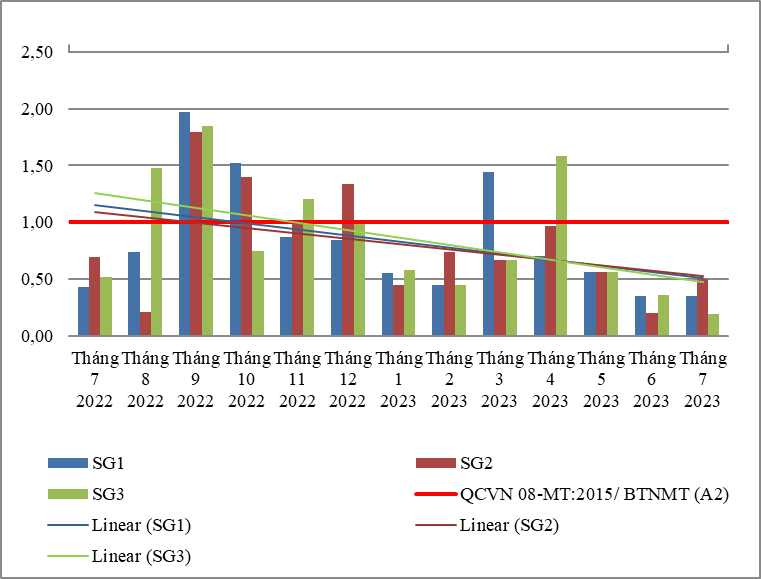 2,50
2,00
1,50
1,00
0,50
0,00
Tháng Tháng Tháng Tháng Tháng Tháng Tháng Tháng Tháng Tháng Tháng Tháng Tháng
7 8 9 10 11 12 1 2 3 4 5 6 7
2022 2022 2022 2022 2022 2022 2023 2023 2023 2023 2023 2023 2023
SG1 SG2
SG3 QCVN 08-MT:2015/ BTNMT (A2)
Linear (SG1) Linear (SG2)
Linear (SG3)